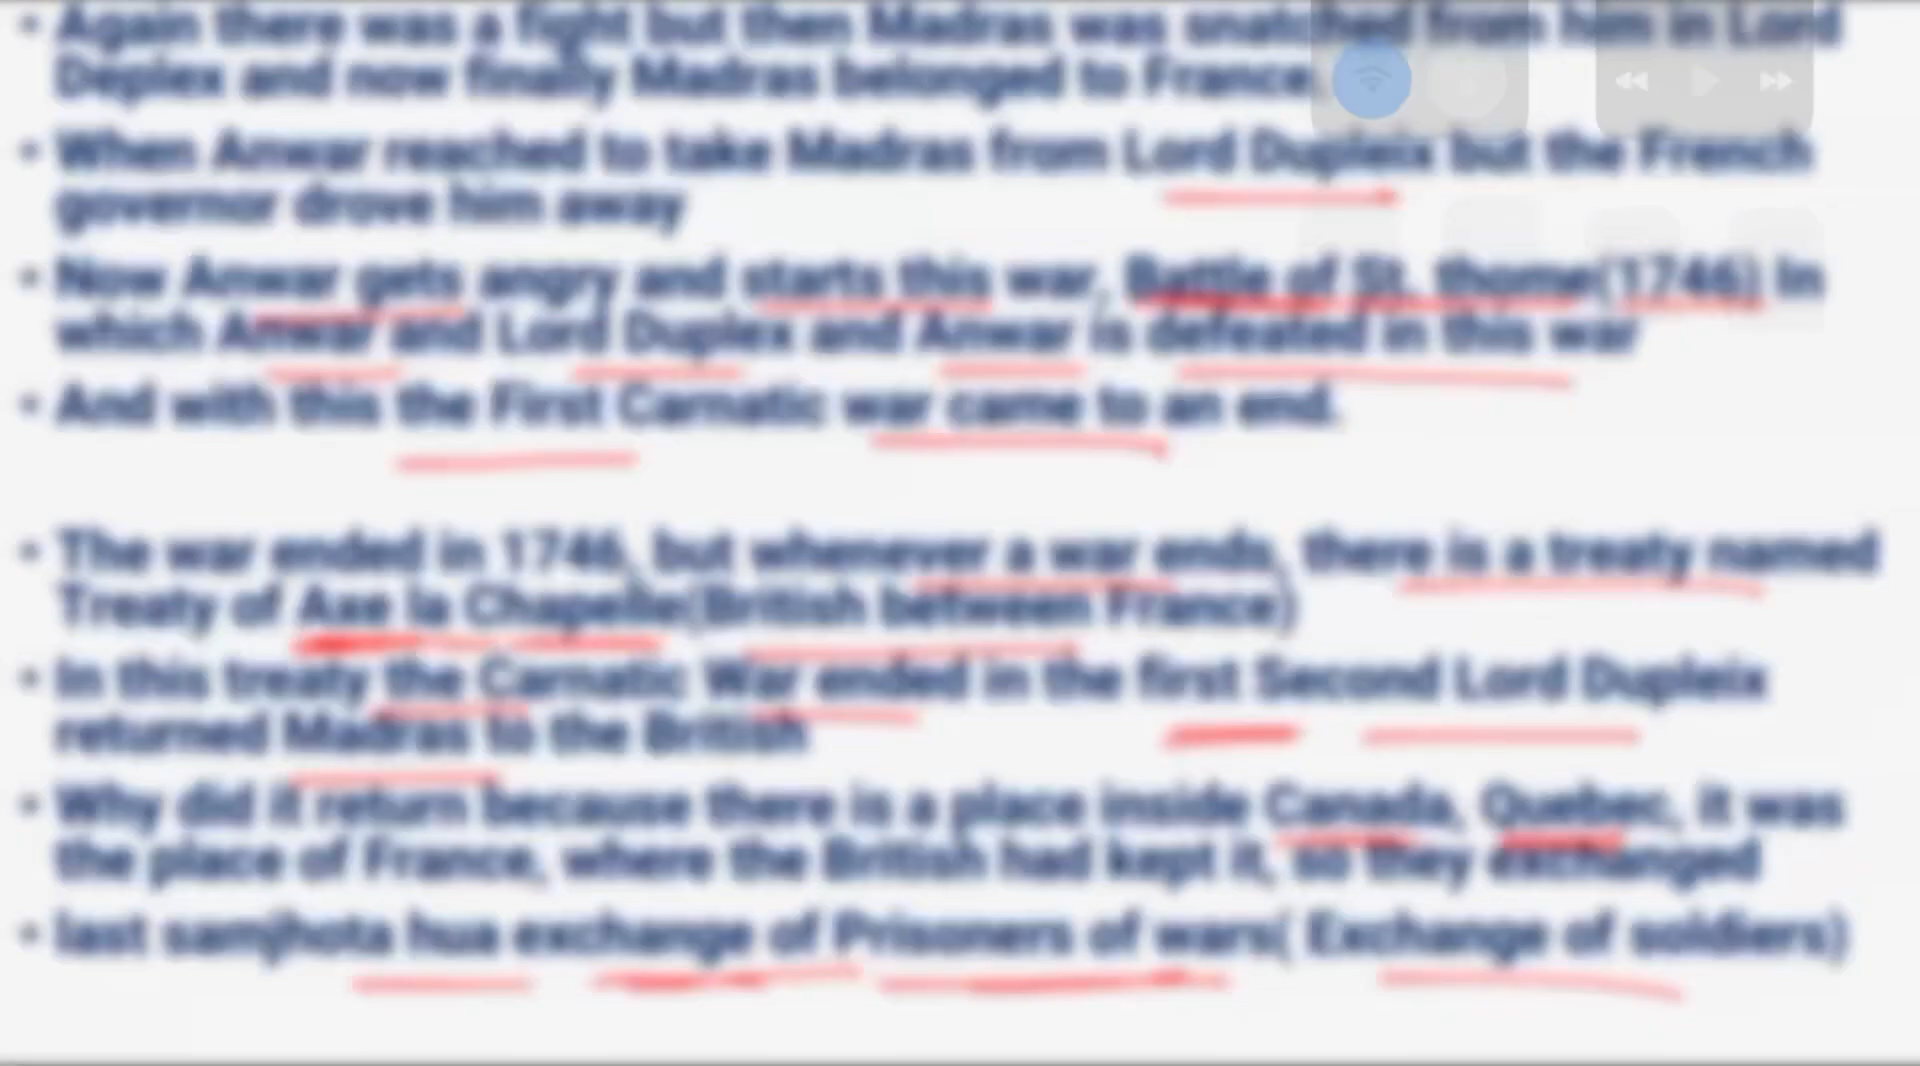 • Again there was a fight but then Madras was snatched from him in Lord
Deplex and now finally Madras belonged to France.
• When Anwar reached to take Madras from Lord Dupleix but the French
governor drove him away
• Now Anwar gets angry and starts this war, Battle of St. thome(1746) In
which Anwar and Lord Duplex and Anwar is defeated in this war
• And with this the First Carnatic war came to an end.
• The war ended in 1746, but whenever a war ends, there is a treaty named
Treaty of Axe la Chapelle(British between France)
• In this treaty the Carnatic War ended in the first Second Lord Dupleix
returned Madras to the British
• Why did it return because there is a place inside Canada, Quebec, it was
the place of France, where the British had kept it, so they exchanged
• last samjhota hua exchange of Prisoners of wars( Exchange of soldiers)